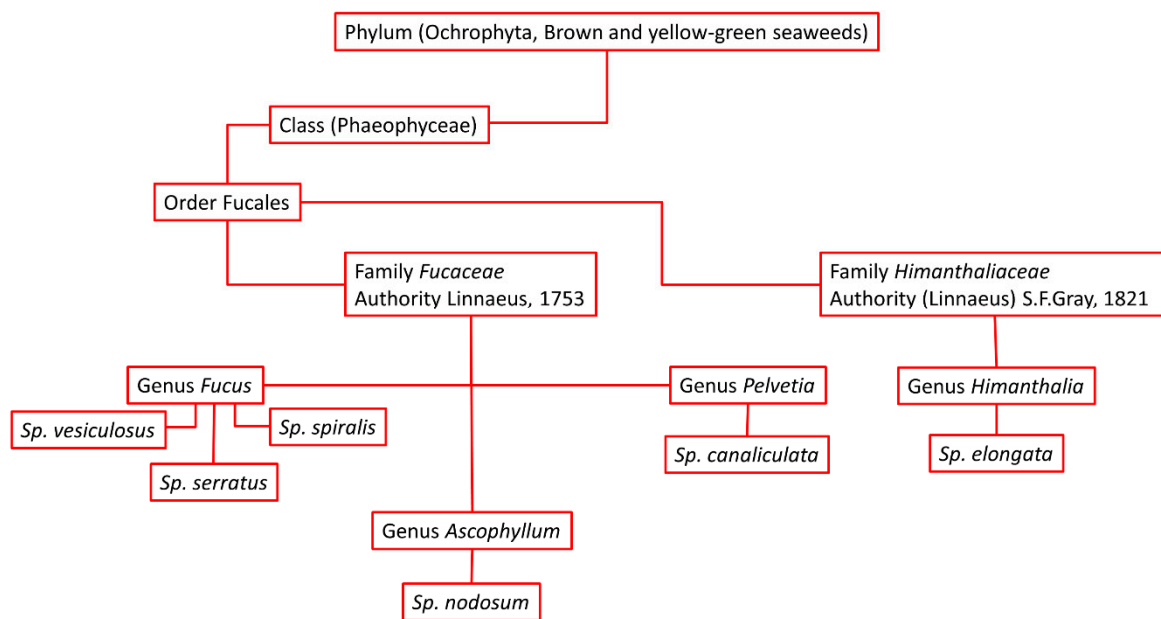 Phylum (Ochrophyta, Brown and yellow-green seaweeds)
Class (Phaeophyceae)
Order Fucales
Family Fucaceae
Authority Linnaeus, 1753
Family Himanthaliaceae
Authority (Linnaeus) S.F.Gray, 1821
Genus Fucus
Genus Pelvetia
Genus Himanthalia
Sp. vesiculosus
Sp. spiralis
Sp. serratus
Sp. canaliculata
Sp. elongata
Genus Ascophyllum
Sp. nodosum